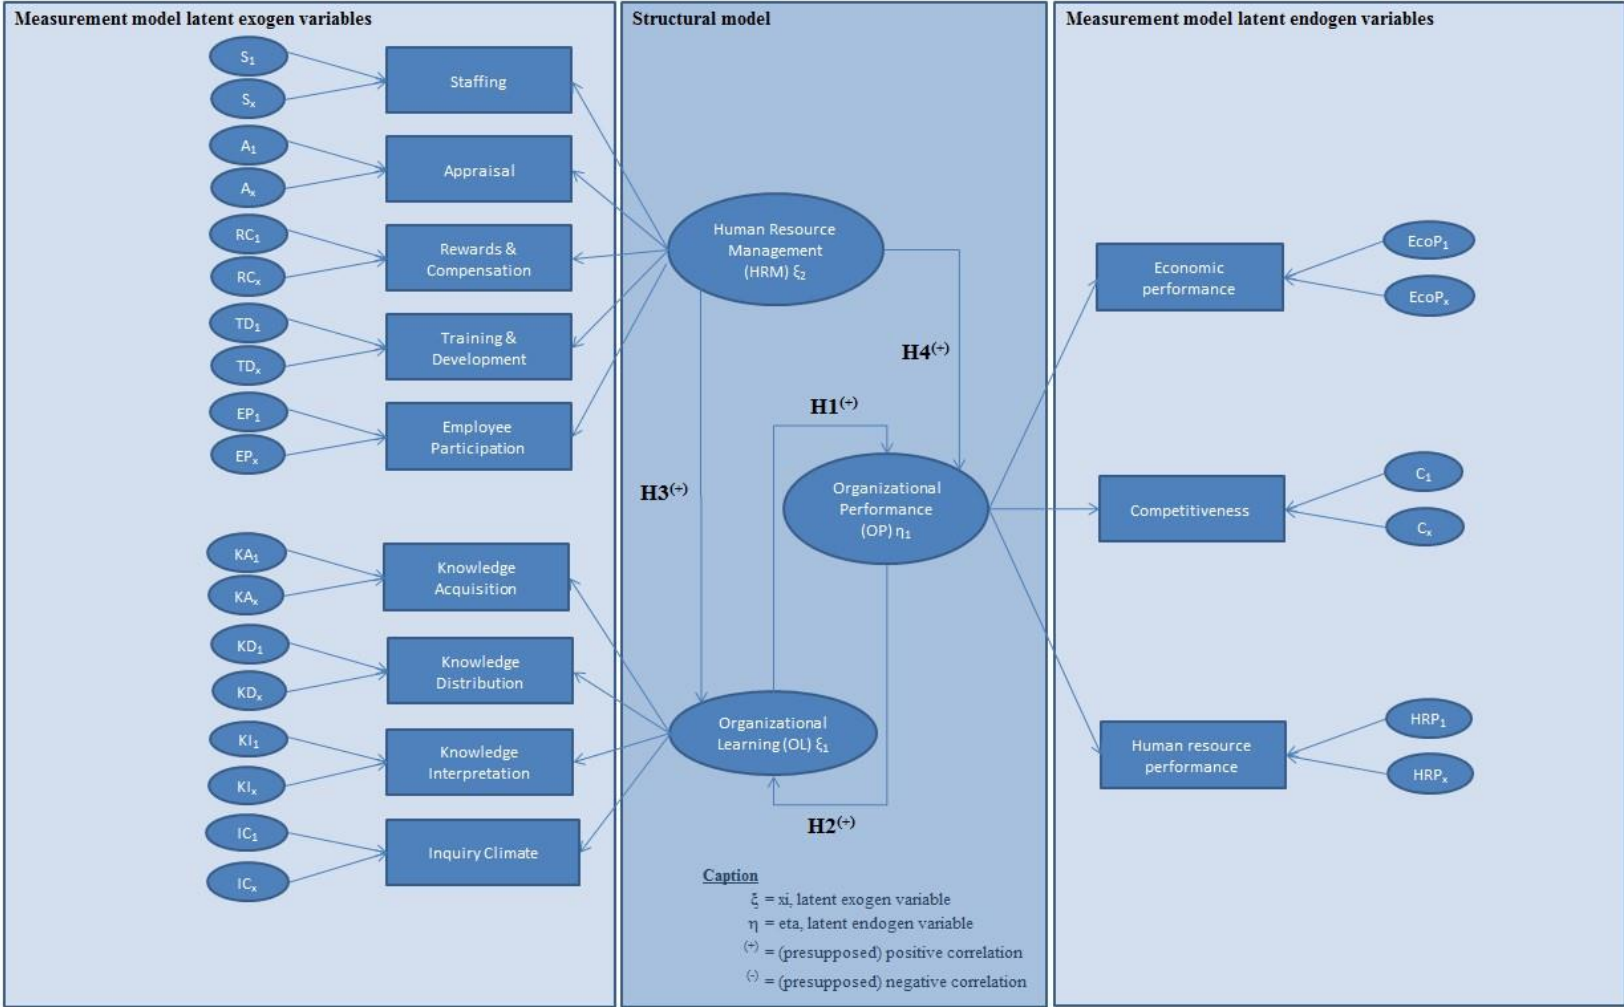 Measurement model latent exogen variables
S₁
Sₓ
Staffing
A₁
Aₓ
Appraisal
RC₁
RCₓ
Rewards &
Compensation
TD₁
TDₓ
Training &
Development
EP₁
EPₓ
Employee
Participation
KA₁
KAₓ
Knowledge
Acquisition
KD₁
KDₓ
Knowledge
Distribution
KI₁
KIₓ
Knowledge
Interpretation
IC₁
ICₓ
Inquiry Climate
Structural model
Human Resource
Management
(HRM) ξ₂
H4⁽⁺⁾
H1⁽⁺⁾
H3⁽⁺⁾
Organizational
Performance
(OP) η₁
Organizational
Learning (OL) ξ₁
H2⁽⁺⁾
Caption
ξ = xi, latent exogen variable
η = eta, latent endogen variable
⁽⁺⁾ = (presupposed) positive correlation
⁽⁻⁾ = (presupposed) negative correlation
Measurement model latent endogen variables
Economic
performance
EcoP₁
EcoPₓ
Competitiveness
C₁
Cₓ
Human resource
performance
HRP₁
HRPₓ